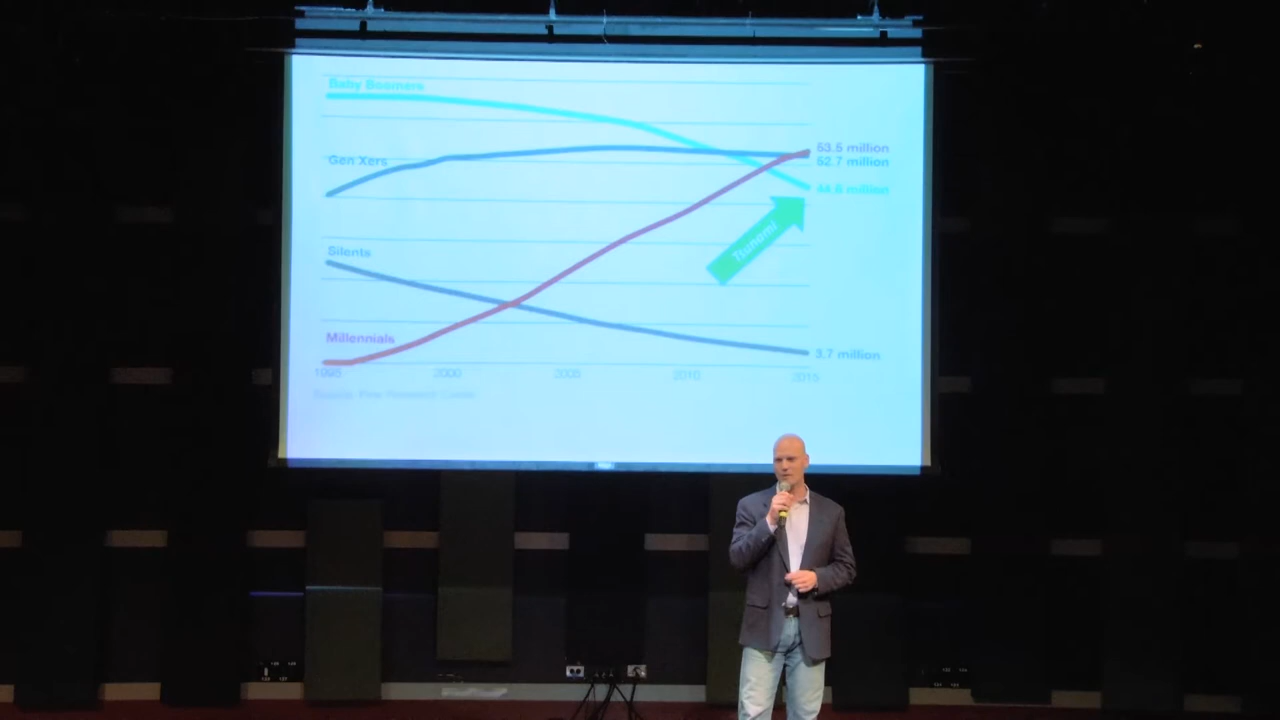 Baby Boomers
53.5 million
Gen Xers
52.7 million
44.6 million
Tsunami
Silents
Millennials
3.7 million
1995 2000 2005 2010 2015